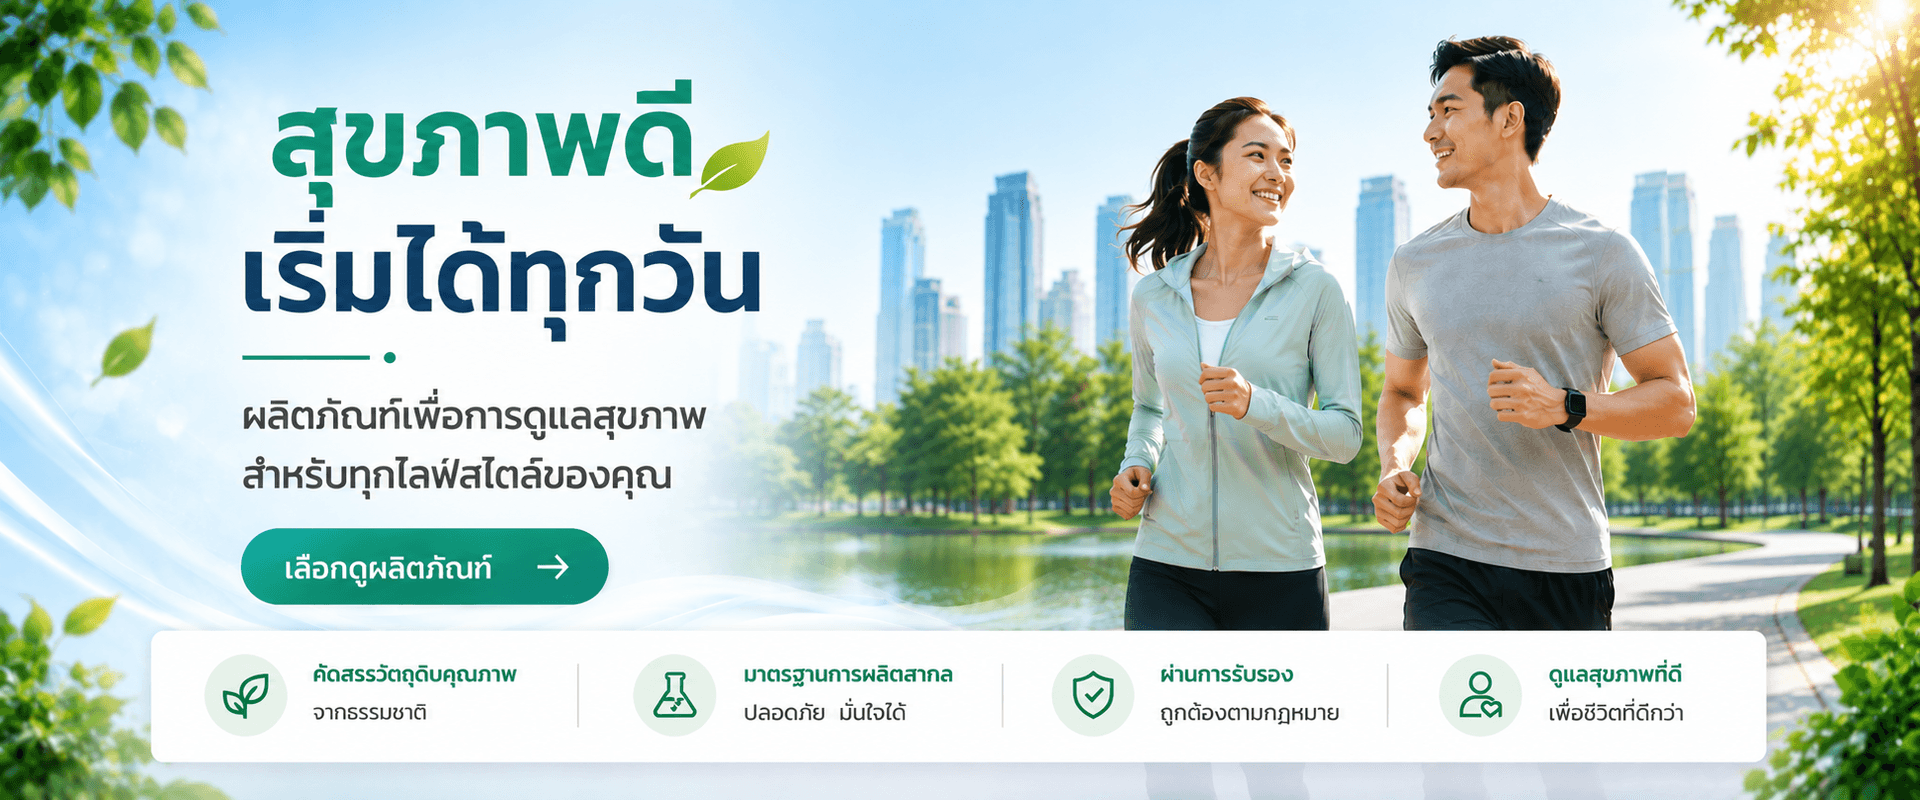 สุขภาพดี
เริ่มได้ทุกวัน
ผลิตภัณฑ์เพื่อการดูแลสุขภาพ
สำหรับทุกไลฟ์สไตล์ของคุณ
เลือกดูผลิตภัณฑ์
คัดสรรวัตถุดิบคุณภาพ
จากธรรมชาติ
มาตรฐานการผลิตสากล
ปลอดภัย มั่นใจได้
ผ่านการรับรอง
ถูกต้องตามกฎหมาย
ดูแลสุขภาพที่ดี
เพื่อชีวิตที่ดีกว่า